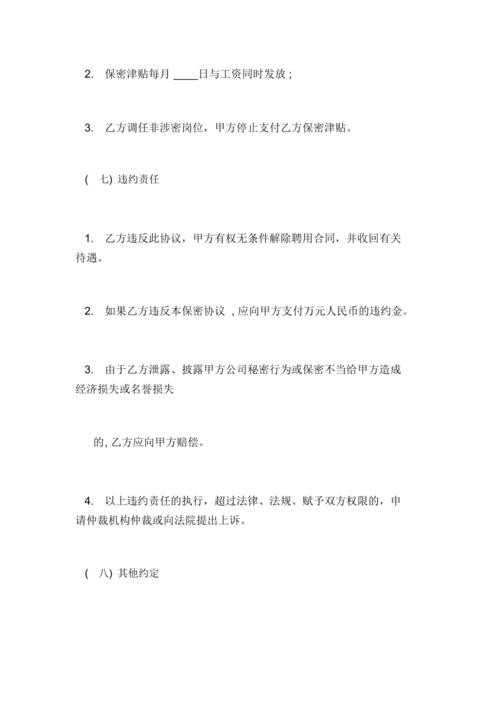 2. 保密津贴每月 ____日与工资同时发放 ;
3. 乙方调任非涉密岗位，甲方停止支付乙方保密津贴。
( 七) 违约责任
1. 乙方违反此协议，甲方有权无条件解除聘用合同，并收回有关
待遇。
2. 如果乙方违反本保密协议 , 应向甲方支付万元人民币的违约金。
3. 由于乙方泄露、披露甲方公司秘密行为或保密不当给甲方造成
经济损失或名誉损失
的, 乙方应向甲方赔偿。
4. 以上违约责任的执行，超过法律、法规、赋予双方权限的，申
请仲裁机构仲裁或向法院提出上诉。
( 八) 其他约定